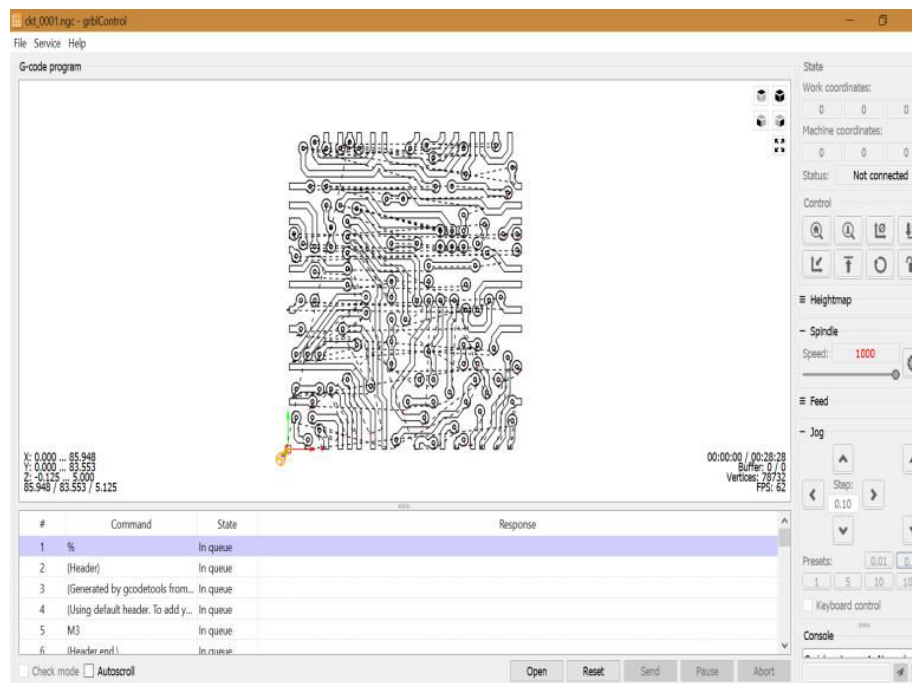 ckt_0001.ngc - grblControl
File Service Help
G-code program
State
Work coordinates:
0 0 0
Machine coordinates:
0 0 0
Status: Not connected
Control
Heightmap
Spindle
Speed: 1000
Feed
Jog
Step:
0.10
Presets: 0.01
1 5 10
Keyboard control
Console
X: 0.000 ... 85.948
Y: 0.000 ... 83.553
Z: -0.125 ... 5.000
85.948 / 83.553 / 5.125
00:00:00 / 00:28:28
Buffer: 0 / 0
Vertices: 78732
FPS: 62
# Command State Response
1 % In queue
2 (Header) In queue
3 (Generated by gcodetools from... In queue
4 (Using default header. To add y... In queue
5 M3 In queue
6 (Header end.) In queue
Check mode Autoscroll Open Reset Send Pause Abort